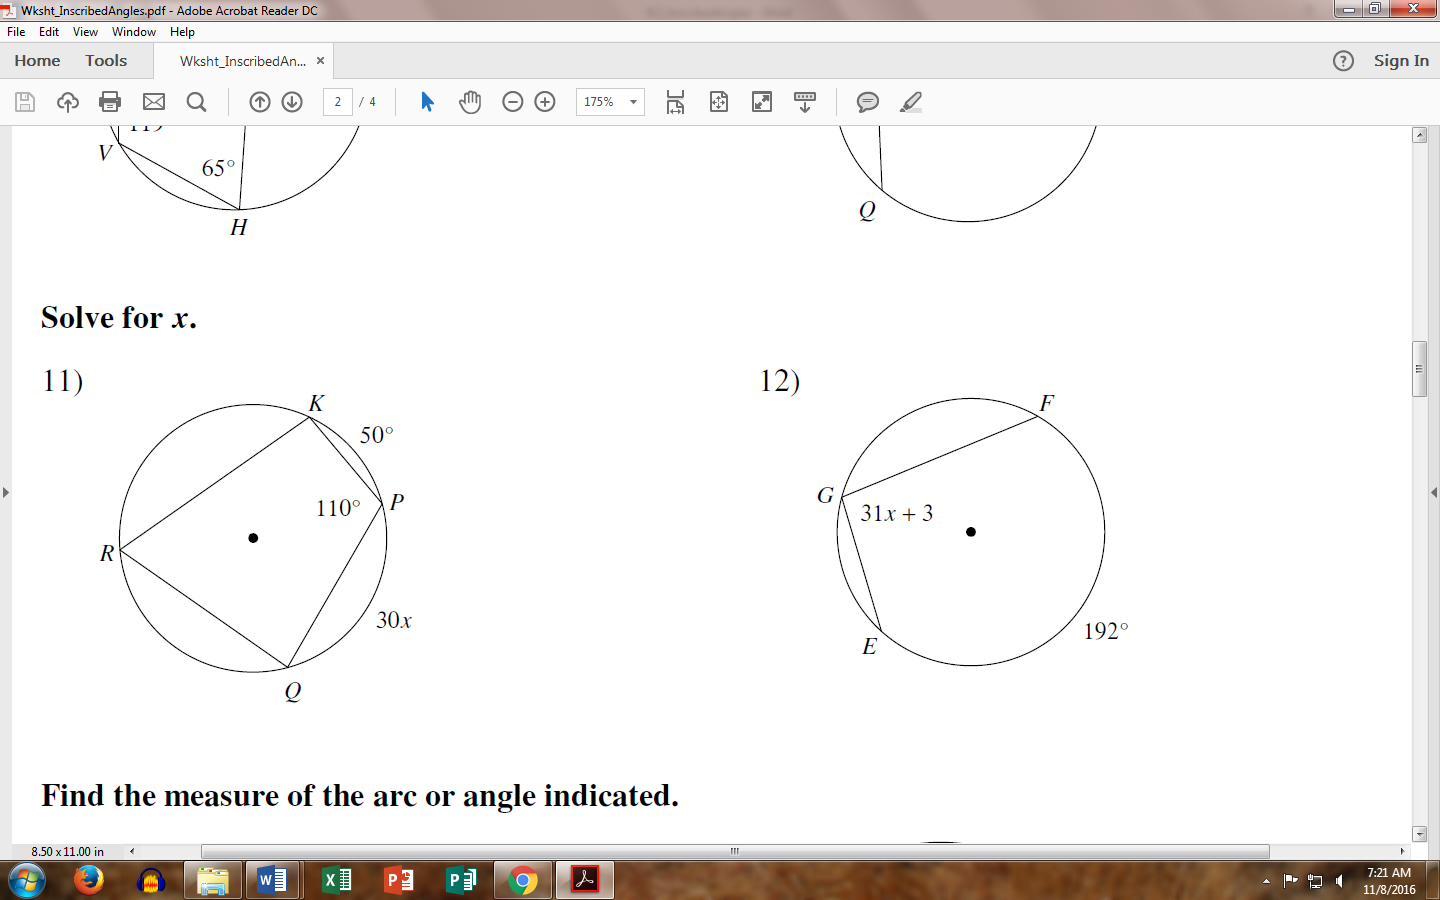 Wksht_InscribedAngles.pdf - Adobe Acrobat Reader DC
File Edit View Window Help
Home Tools Wksht_InscribedAn... × ? Sign In
2 / 4 175%
V
65°
H
Q
Solve for x.
11)
K
50°
110°
P
R
30x
Q
12)
F
G
31x + 3
E
192°
Find the measure of the arc or angle indicated.
8.50 x 11.00 in
7:21 AM
11/8/2016